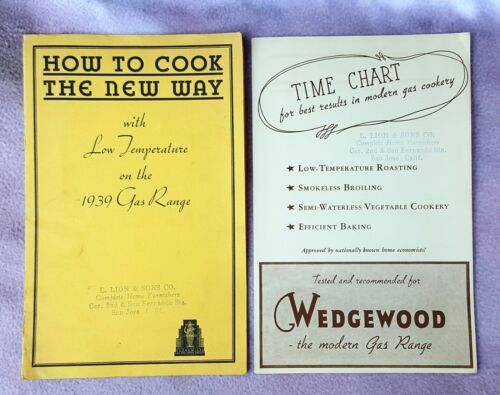 HOW TO COOK
THE NEW WAY
with
Low Temperature
on the
1939 Gas Range
L. LION & SONS CO.
Complete Home Furnishers
Cor. 2nd & San Fernando Sts.
San Jose
TIME CHART
for best results in modern gas cookery
L. LION & SONS CO.
Complete Home Furnishers
Cor. 2nd & San Fernando Sts.
San Jose, Calif.
★ LOW-TEMPERATURE ROASTING
★ SMOKELESS BROILING
★ SEMI-WATERLESS VEGETABLE COOKERY
★ EFFICIENT BAKING
Approved by nationally known home economists!
Tested and recommended for
WEDGEWOOD
- the modern Gas Range